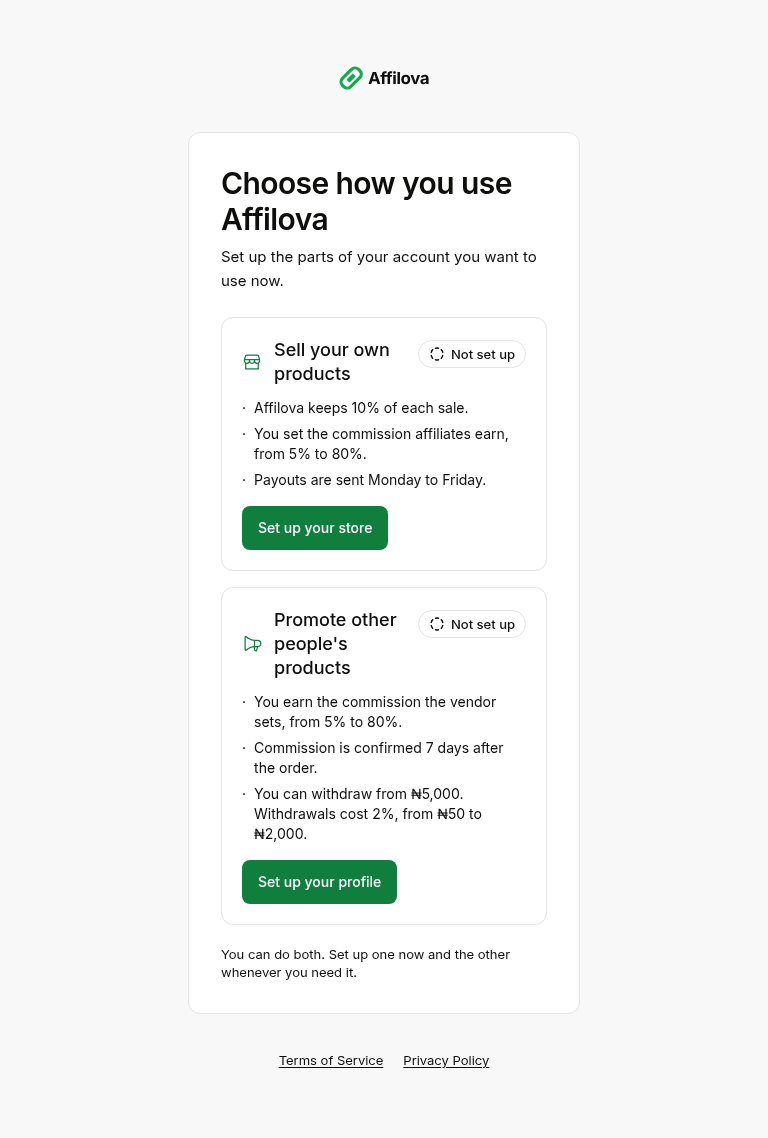 Affilova
Choose how you use
Affilova
Set up the parts of your account you want to
use now.
Sell your own
products
Not set up
· Affilova keeps 10% of each sale.
· You set the commission affiliates earn,
from 5% to 80%.
· Payouts are sent Monday to Friday.
Set up your store
Promote other
people's
products
Not set up
· You earn the commission the vendor
sets, from 5% to 80%.
· Commission is confirmed 7 days after
the order.
· You can withdraw from ₦5,000.
Withdrawals cost 2%, from ₦50 to
₦2,000.
Set up your profile
You can do both. Set up one now and the other
whenever you need it.
Terms of Service Privacy Policy